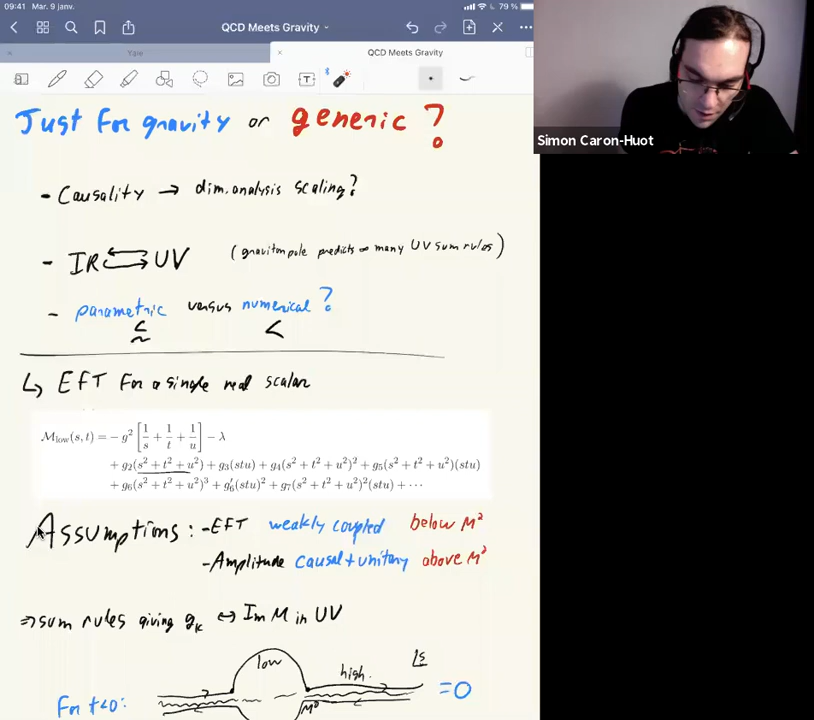 09:41 Mar. 9 janv.
79 %
QCD Meets Gravity
Yale
QCD Meets Gravity
Simon Caron-Huot
Just for gravity or generic?
- Causality → dim. analysis scaling?
- IR ⇄ UV (graviton pole predicts ∞ many UV sum rules)
- parametric versus numerical?
≲ <
↳ EFT for a single real scalar
M_low(s, t) = − g² [1/s + 1/t + 1/u] − λ
+ g₂(s² + t² + u²) + g₃(stu) + g₄(s² + t² + u²)² + g₅(s² + t² + u²)(stu)
+ g₆(s² + t² + u²)³ + g₆′(stu)² + g₇(s² + t² + u²)²(stu) + ···
Assumptions: - EFT weakly coupled below M²
- Amplitude causal + unitary above M²
⇒ sum rules giving g_k ↔ Im M in UV
low
high.
s
For t<0:
M²
=0